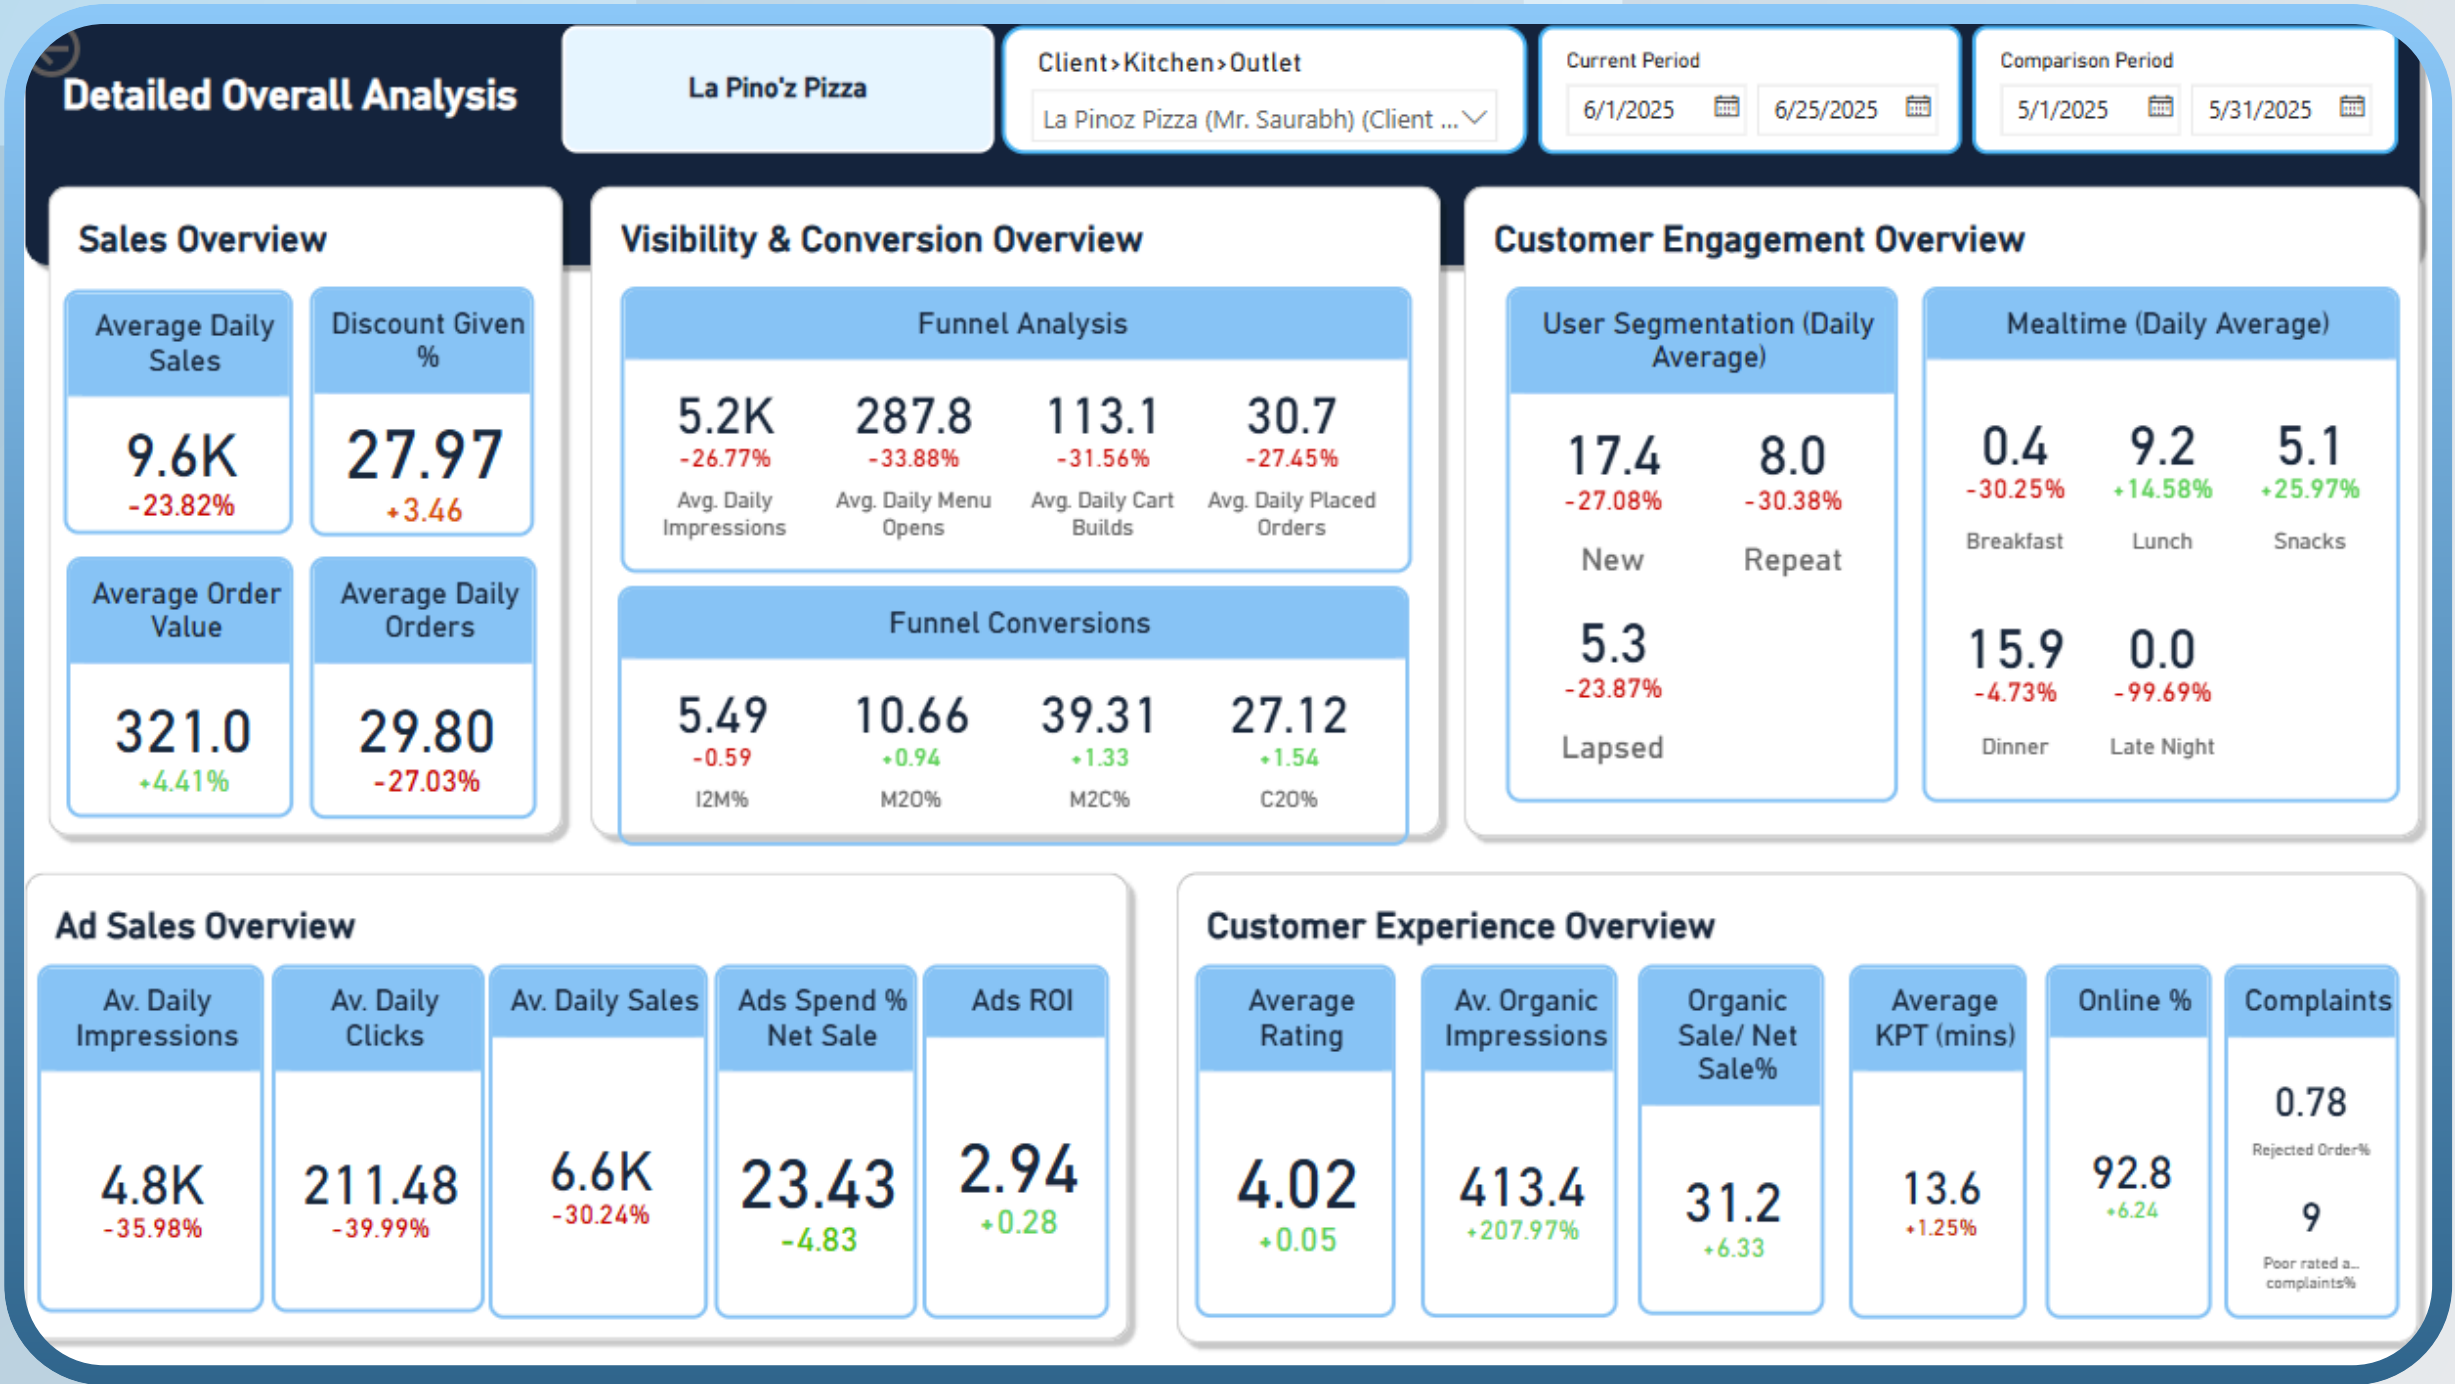 Detailed Overall Analysis
La Pino'z Pizza
Client>Kitchen>Outlet
La Pinoz Pizza (Mr. Saurabh) (Client ...
Current Period
6/1/2025
6/25/2025
Comparison Period
5/1/2025
5/31/2025
Sales Overview
Average Daily
Sales
9.6K
-23.82%
Discount Given
%
27.97
+3.46
Average Order
Value
321.0
+4.41%
Average Daily
Orders
29.80
-27.03%
Visibility & Conversion Overview
Funnel Analysis
5.2K
-26.77%
Avg. Daily
Impressions
287.8
-33.88%
Avg. Daily Menu
Opens
113.1
-31.56%
Avg. Daily Cart
Builds
30.7
-27.45%
Avg. Daily Placed
Orders
Funnel Conversions
5.49
-0.59
I2M%
10.66
+0.94
M2O%
39.31
+1.33
M2C%
27.12
+1.54
C2O%
Customer Engagement Overview
User Segmentation (Daily
Average)
17.4
-27.08%
New
8.0
-30.38%
Repeat
5.3
-23.87%
Lapsed
Mealtime (Daily Average)
0.4
-30.25%
Breakfast
9.2
+14.58%
Lunch
5.1
+25.97%
Snacks
15.9
-4.73%
Dinner
0.0
-99.69%
Late Night
Ad Sales Overview
Av. Daily
Impressions
4.8K
-35.98%
Av. Daily
Clicks
211.48
-39.99%
Av. Daily Sales
6.6K
-30.24%
Ads Spend %
Net Sale
23.43
-4.83
Ads ROI
2.94
+0.28
Customer Experience Overview
Average
Rating
4.02
+0.05
Av. Organic
Impressions
413.4
+207.97%
Organic
Sale/ Net
Sale%
31.2
+6.33
Average
KPT (mins)
13.6
+1.25%
Online %
92.8
+6.24
Complaints
0.78
Rejected Order%
9
Poor rated a...
complaints%